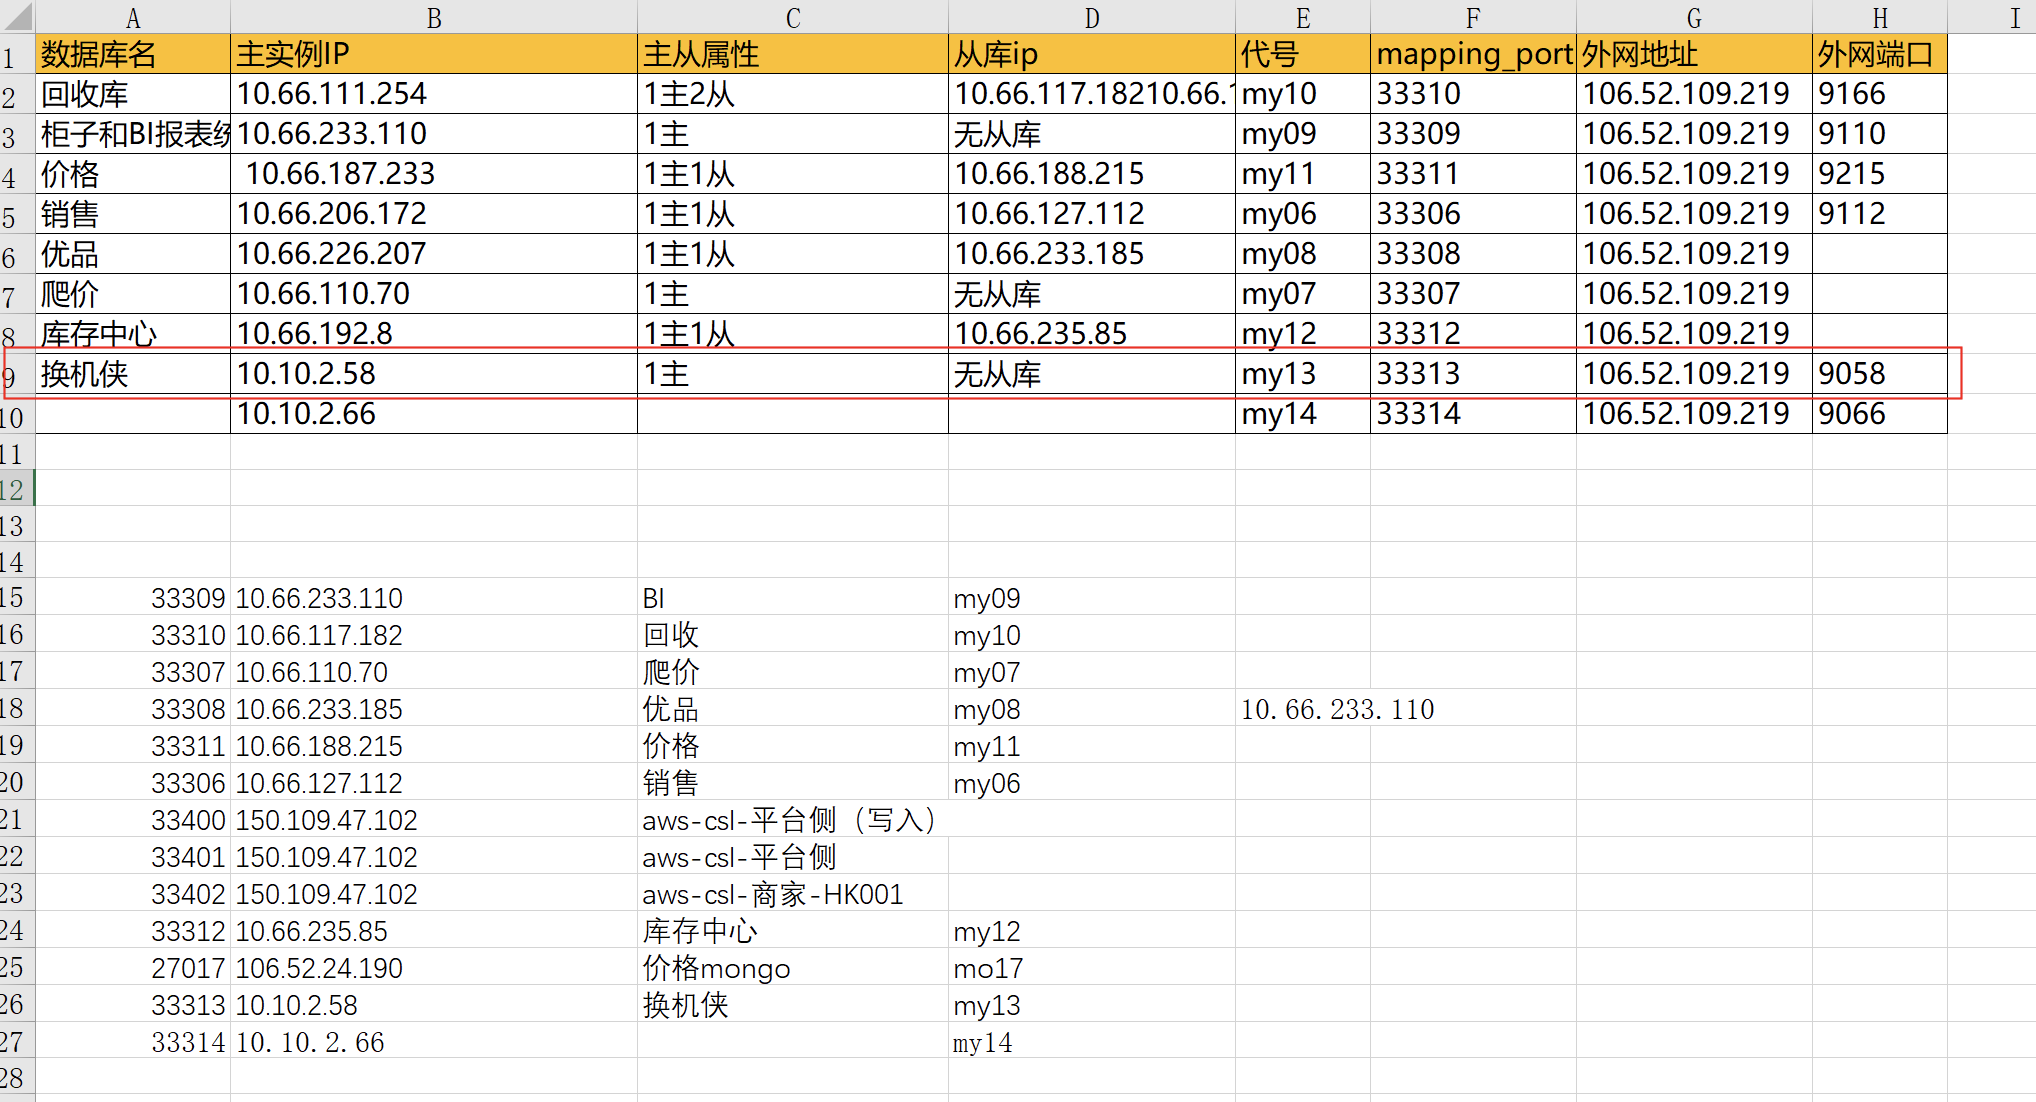 A B C D E F G H I
1 数据库名 主实例IP 主从属性 从库ip 代号 mapping_port 外网地址 外网端口
2 回收库 10.66.111.254 1主2从 10.66.117.18210.66. my10 33310 106.52.109.219 9166
3 柜子和BI报表统 10.66.233.110 1主 无从库 my09 33309 106.52.109.219 9110
4 价格 10.66.187.233 1主1从 10.66.188.215 my11 33311 106.52.109.219 9215
5 销售 10.66.206.172 1主1从 10.66.127.112 my06 33306 106.52.109.219 9112
6 优品 10.66.226.207 1主1从 10.66.233.185 my08 33308 106.52.109.219
7 爬价 10.66.110.70 1主 无从库 my07 33307 106.52.109.219
8 库存中心 10.66.192.8 1主1从 10.66.235.85 my12 33312 106.52.109.219
9 换机侠 10.10.2.58 1主 无从库 my13 33313 106.52.109.219 9058
10 10.10.2.66 my14 33314 106.52.109.219 9066
11
12
13
14
15 33309 10.66.233.110 BI my09
16 33310 10.66.117.182 回收 my10
17 33307 10.66.110.70 爬价 my07
18 33308 10.66.233.185 优品 my08 10.66.233.110
19 33311 10.66.188.215 价格 my11
20 33306 10.66.127.112 销售 my06
21 33400 150.109.47.102 aws-csl-平台侧（写入）
22 33401 150.109.47.102 aws-csl-平台侧
23 33402 150.109.47.102 aws-csl-商家-HK001
24 33312 10.66.235.85 库存中心 my12
25 27017 106.52.24.190 价格mongo mo17
26 33313 10.10.2.58 换机侠 my13
27 33314 10.10.2.66 my14
28